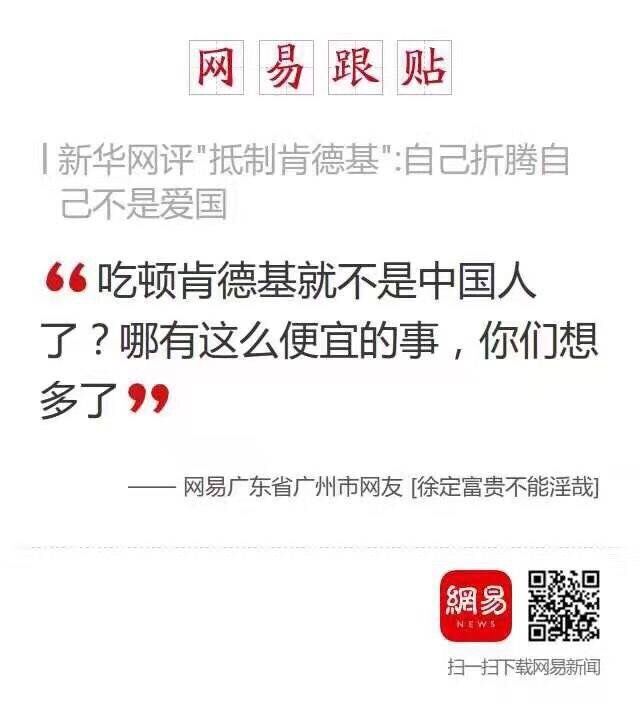 网易跟贴
新华网评"抵制肯德基":自己折腾自
己不是爱国
“吃顿肯德基就不是中国人
了？哪有这么便宜的事，你们想
多了”
—— 网易广东省广州市网友 [徐定富贵不能淫哉]
網易
NEWS
扫一扫下载网易新闻